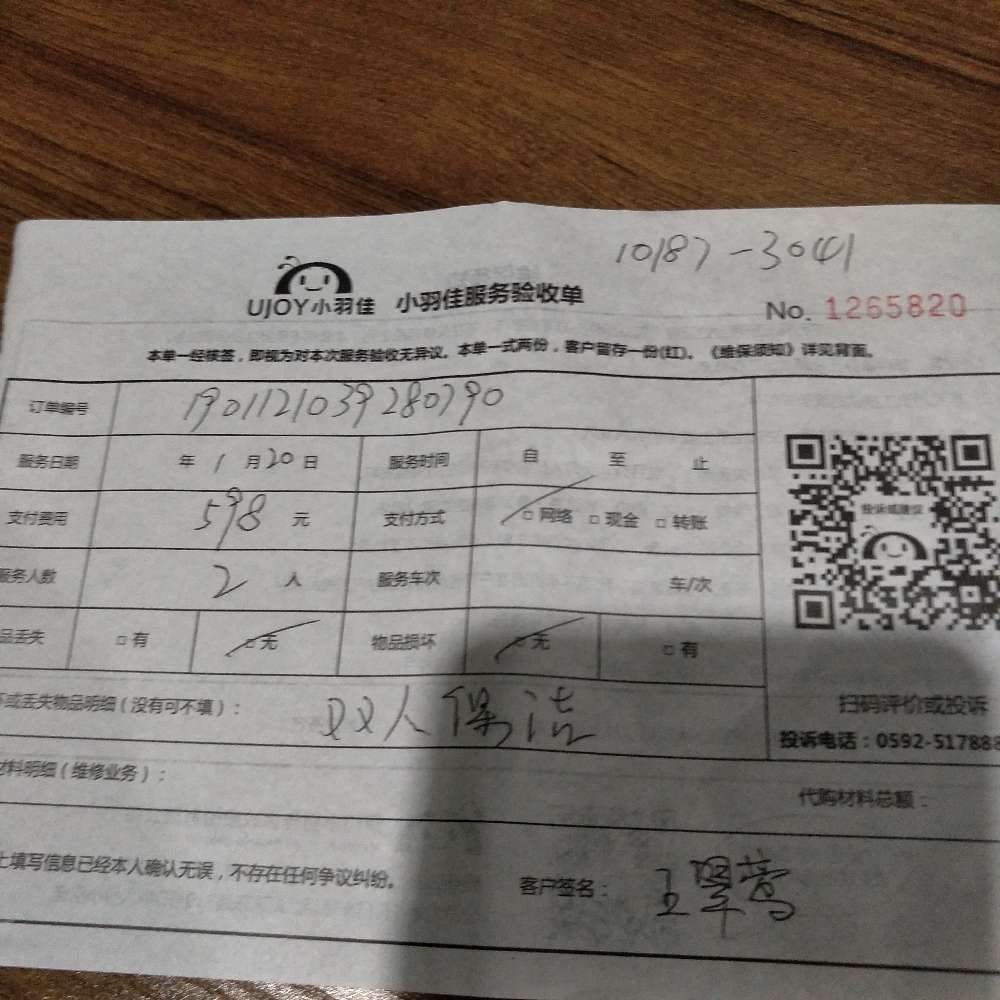 10187-3041
UJOY小羽佳 小羽佳服务验收单 No. 1265820
本单一经核签，即视为对本次服务验收无异议。本单一式两份，客户留存一份(红)。《维保须知》详见背面。
订单编号 1901121039280790
服务日期 年 1 月 20 日 服务时间 自 至 止
支付费用 598 元 支付方式 □网络 □现金 □转账
服务人数 2 人 服务车次 车/次
品丢失 □有 □无 物品损坏 □无 □有
投诉或建议
扫码评价或投诉
投诉电话：0592-517888
坏或丢失物品明细（没有可不填）： 双人保洁
材料明细（维修业务）：
代购材料总额：
上填写信息已经本人确认无误，不存在任何争议纠纷。 客户签名： 王翠莺